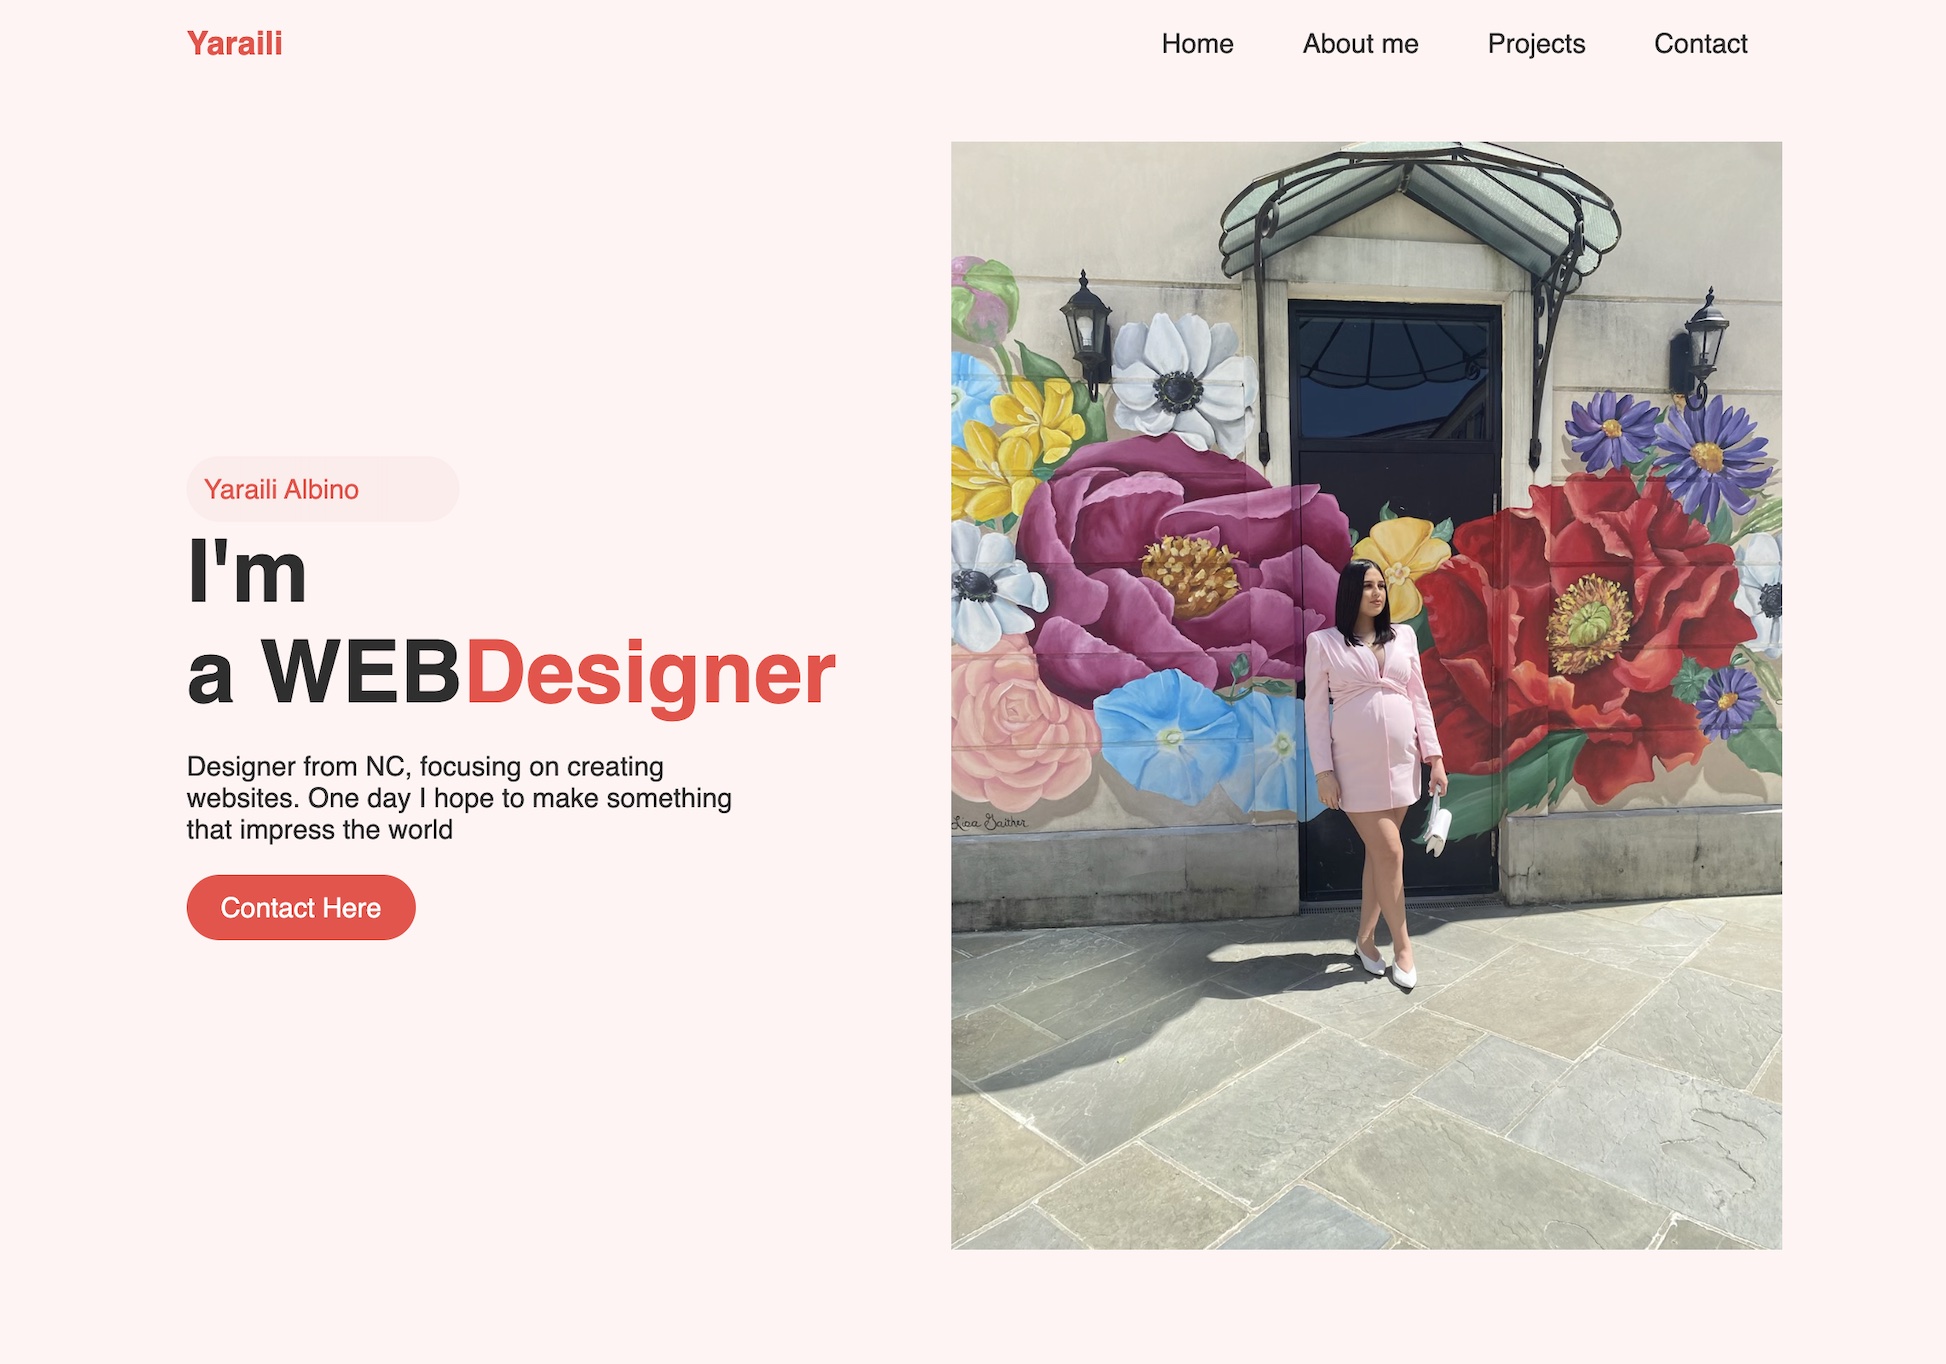 Yaraili
Home About me Projects Contact
Yaraili Albino
I'm
a WEBDesigner
Designer from NC, focusing on creating
websites. One day I hope to make something
that impress the world
Contact Here
Lisa Gaither